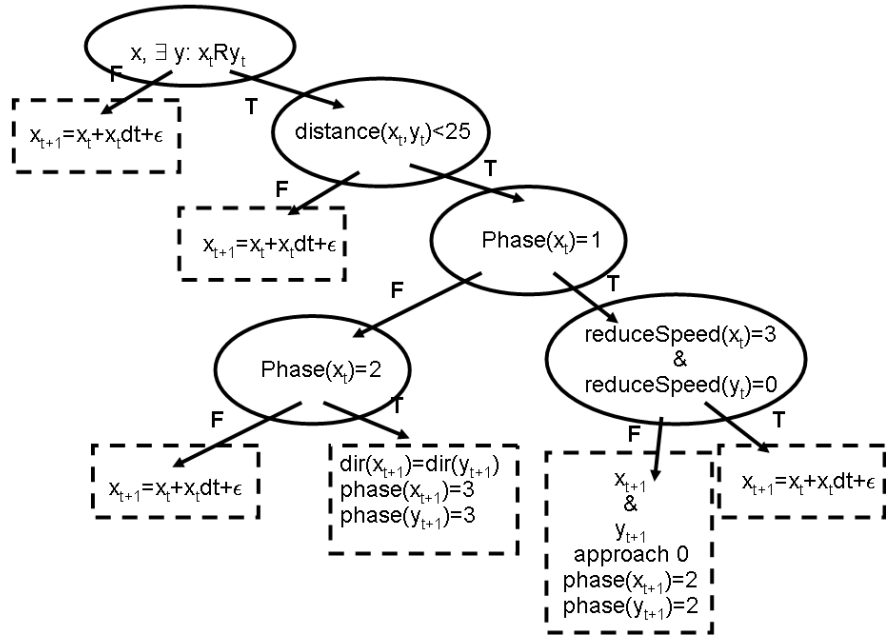 x, ∃ y: xₜRyₜ
F
T
xₜ₊₁=xₜ+xₜdt+ϵ
distance(xₜ,yₜ)<25
F
T
xₜ₊₁=xₜ+xₜdt+ϵ
Phase(xₜ)=1
F
T
Phase(xₜ)=2
reduceSpeed(xₜ)=3
&
reduceSpeed(yₜ)=0
F
T
F
T
xₜ₊₁=xₜ+xₜdt+ϵ
dir(xₜ₊₁)=dir(yₜ₊₁)
phase(xₜ₊₁)=3
phase(yₜ₊₁)=3
xₜ₊₁
&
yₜ₊₁
approach 0
phase(xₜ₊₁)=2
phase(yₜ₊₁)=2
xₜ₊₁=xₜ+xₜdt+ϵ